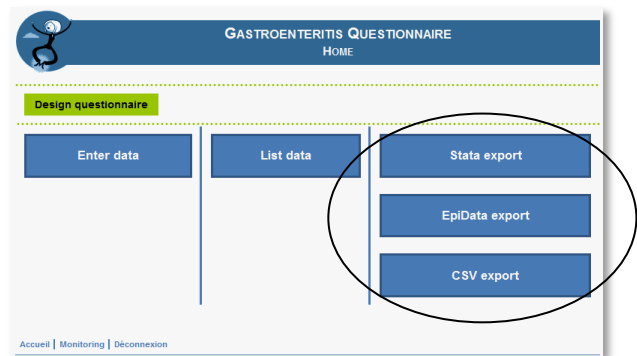 GASTROENTERITIS QUESTIONNAIRE
HOME
Design questionnaire
Enter data
List data
Stata export
EpiData export
CSV export
Accueil | Monitoring | Déconnexion